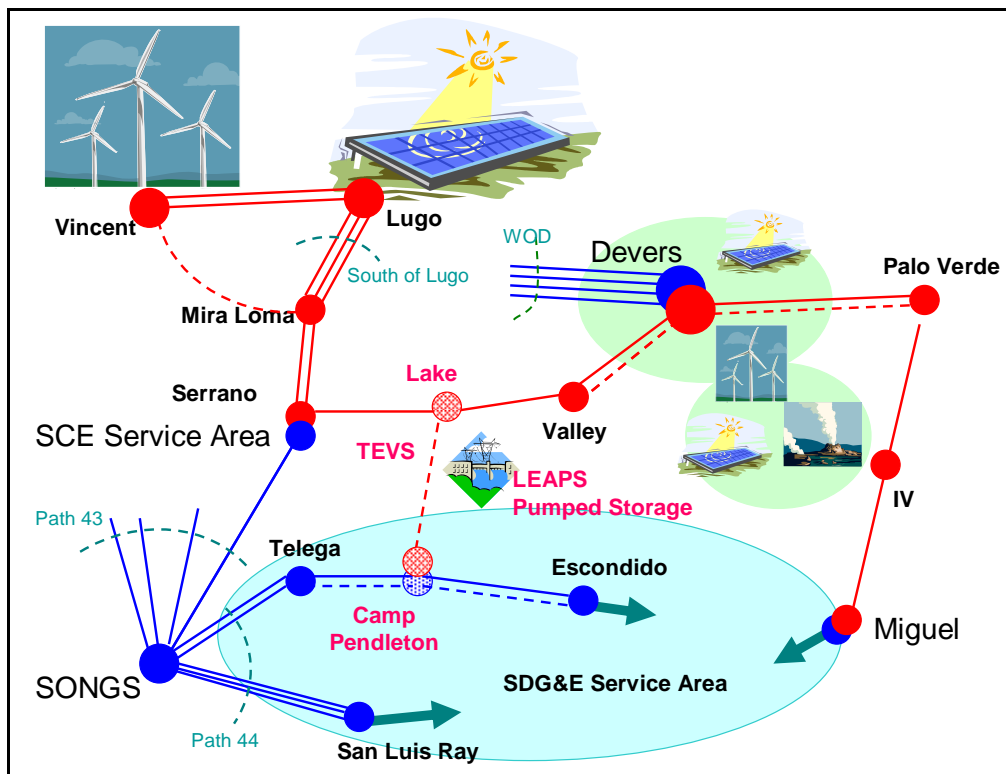 Vincent
Lugo
South of Lugo
WOD
Devers
Palo Verde
Mira Loma
Serrano
SCE Service Area
Lake
TEVS
Valley
LEAPS
Pumped Storage
IV
Path 43
Telega
Escondido
Camp
Pendleton
Miguel
SONGS
SDG&E Service Area
Path 44
San Luis Ray